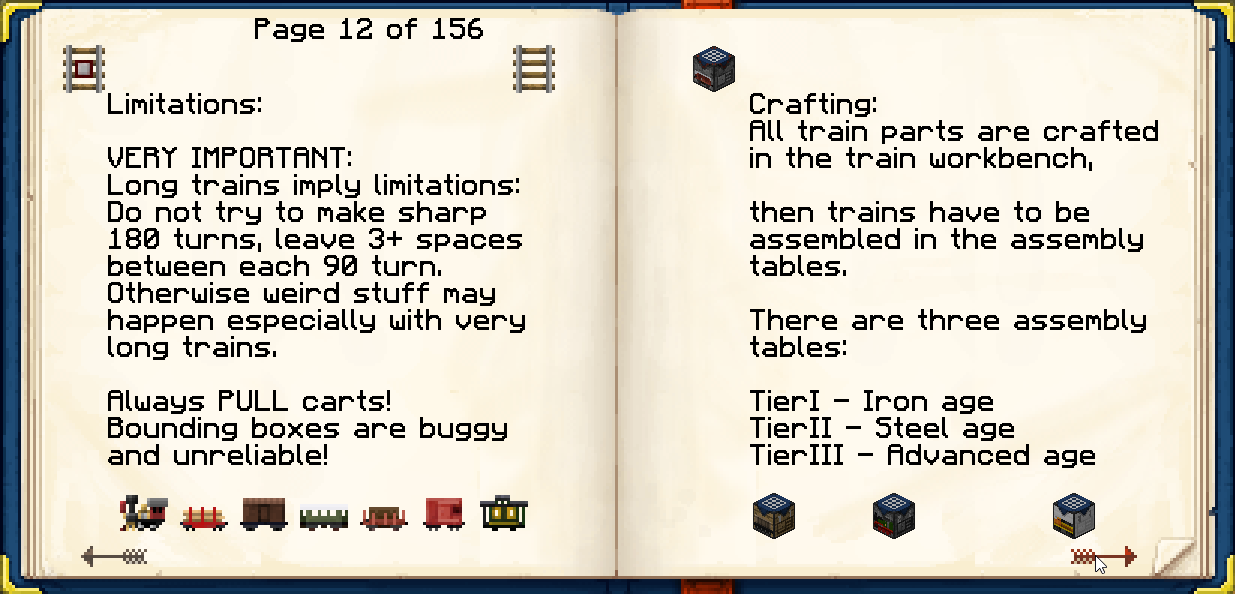 Page 12 of 156
Limitations:
VERY IMPORTANT:
Long trains imply limitations:
Do not try to make sharp
180 turns, leave 3+ spaces
between each 90 turn.
Otherwise weird stuff may
happen especially with very
long trains.
Always PULL carts!
Bounding boxes are buggy
and unreliable!
Crafting:
All train parts are crafted
in the train workbench,
then trains have to be
assembled in the assembly
tables.
There are three assembly
tables:
TierI - Iron age
TierII - Steel age
TierIII - Advanced age